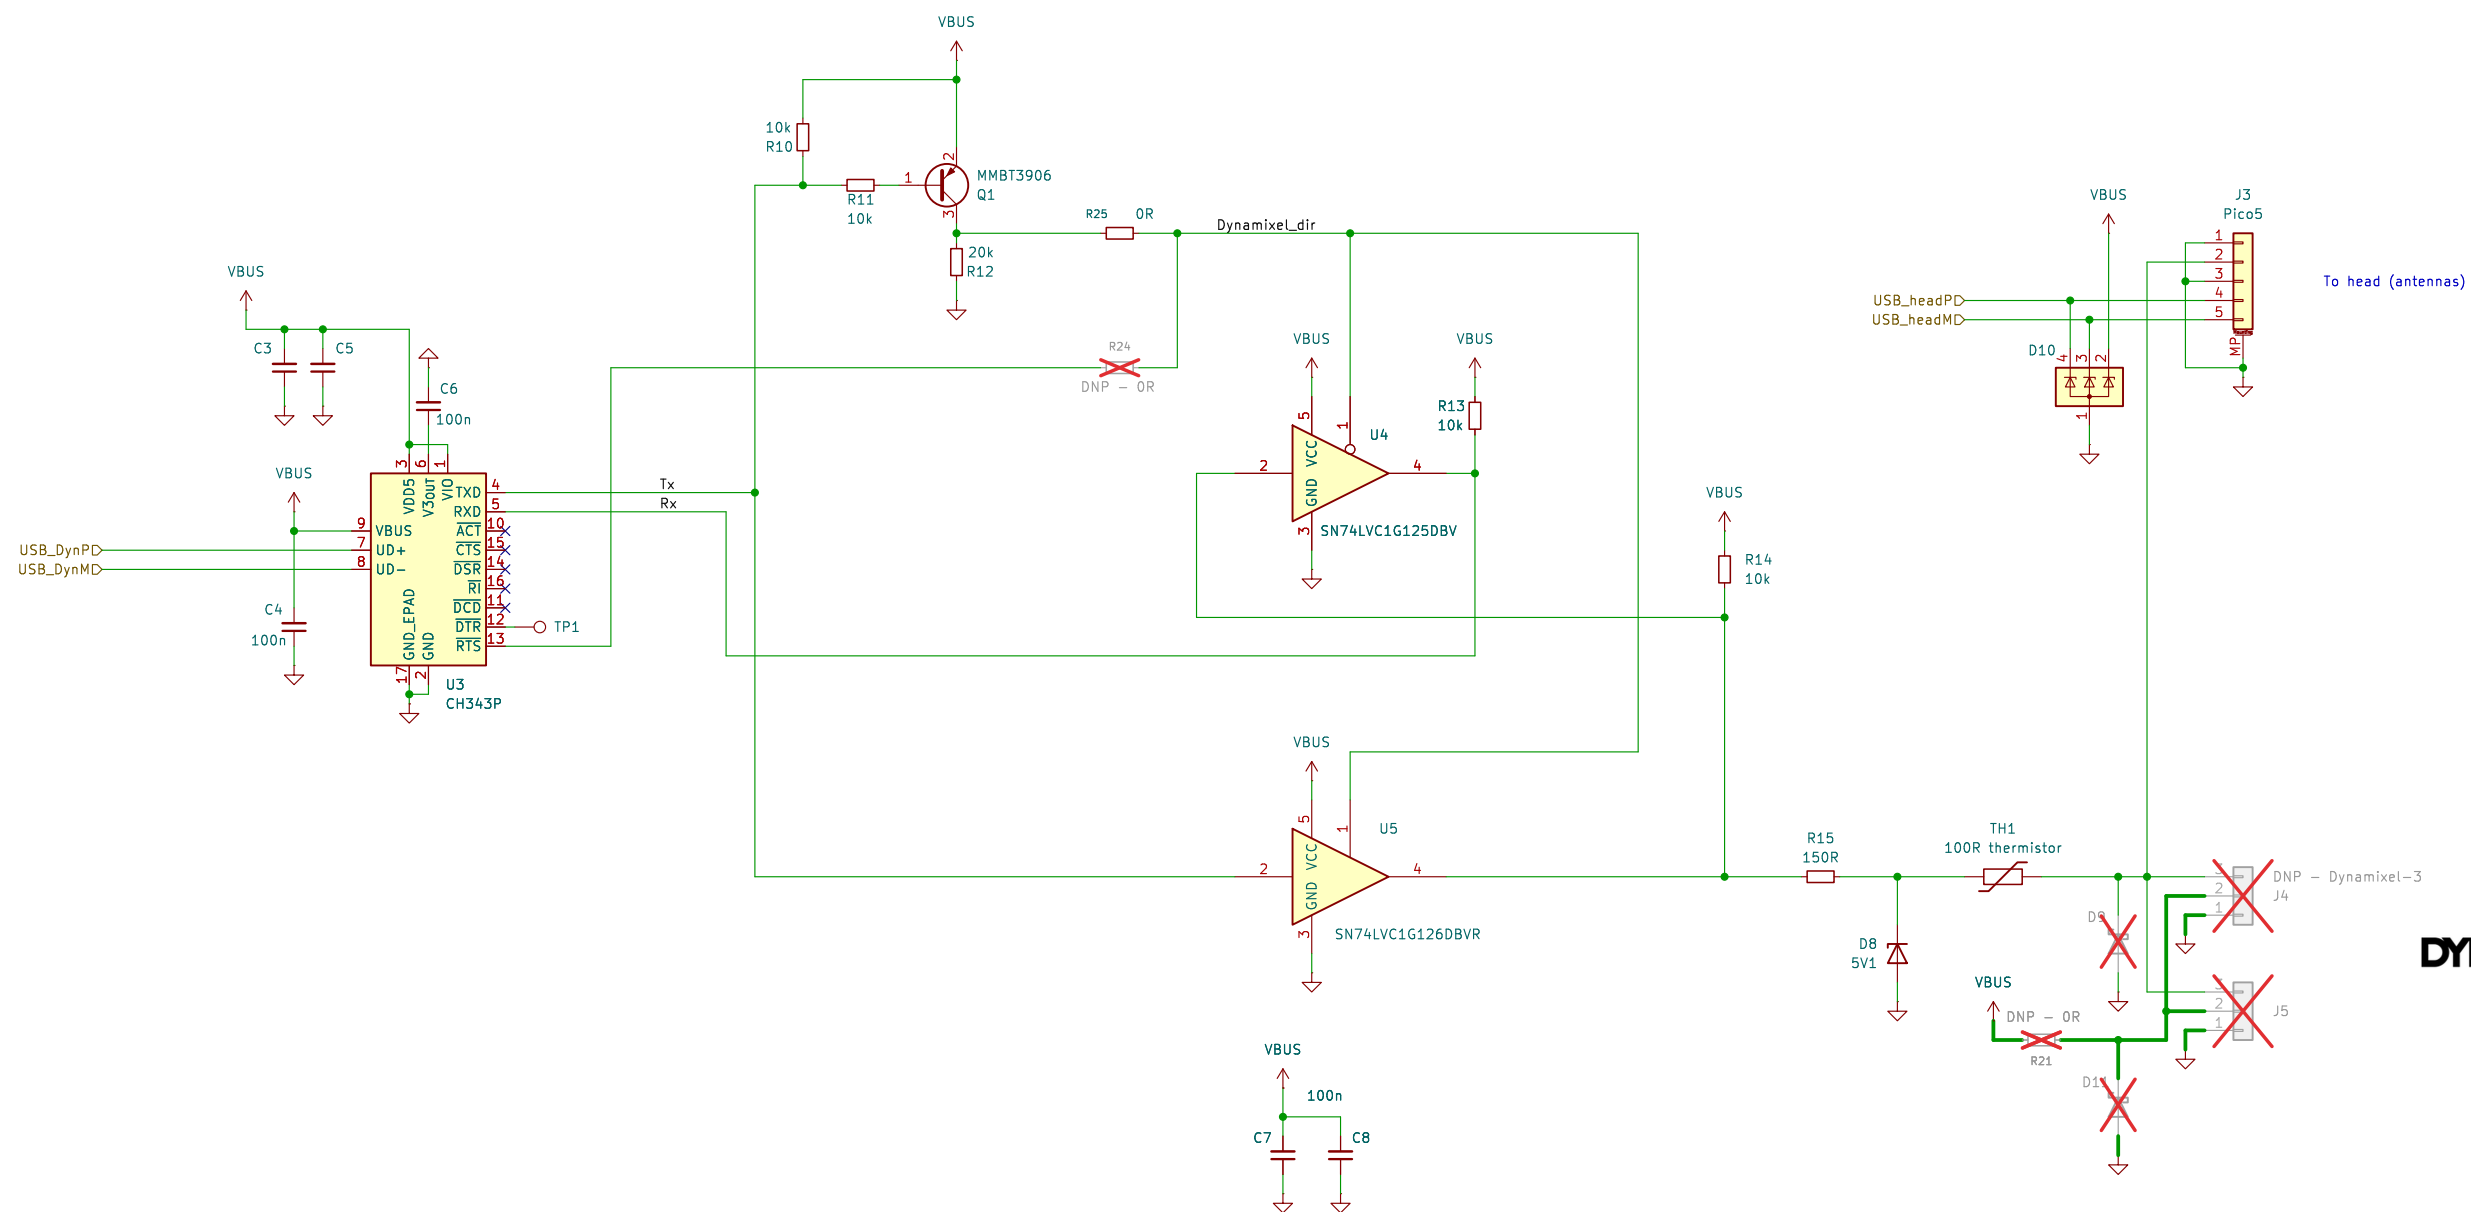 VBUS
10k
R10
1
2
3
MMBT3906
Q1
R11
10k
20k
R12
R25
0R
Dynamixel_dir
R24
DNP - 0R
VBUS
C3
C5
C6
100n
VBUS
USB_DynP
USB_DynM
C4
100n
3
6
1
VDD5
V3out
VIO
9
VBUS
7
UD+
8
UD-
GND_EPAD
GND
17
2
TXD
4
RXD
5
ACT
10
CTS
15
DSR
14
RI
16
DCD
11
DTR
12
RTS
13
Tx
Rx
TP1
U3
CH343P
VBUS
5
1
U4
VCC
GND
2
4
3
SN74LVC1G125DBV
VBUS
R13
10k
VBUS
R14
10k
VBUS
5
1
U5
VCC
GND
2
4
3
SN74LVC1G126DBVR
R15
150R
TH1
100R thermistor
D8
5V1
VBUS
J3
Pico5
1
2
3
4
5
MP
To head (antennas)
USB_headP
USB_headM
D10
4
3
2
1
D9
2
1
DNP - Dynamixel-3
J4
2
1
J5
VBUS
DNP - 0R
R21
VBUS
100n
C7
C8